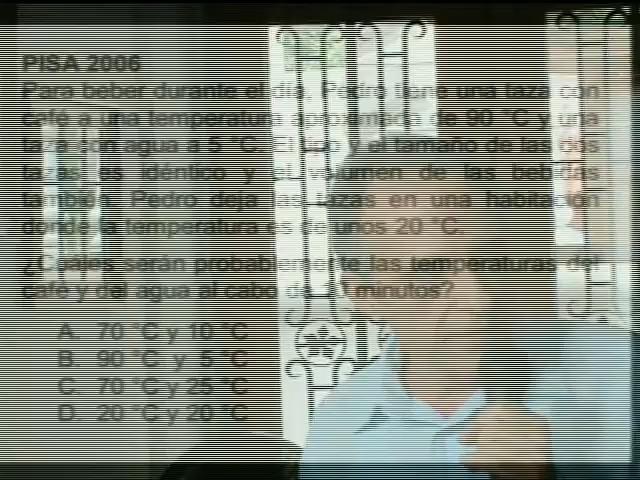 PISA 2006
Para beber durante el día, Pedro tiene una taza con
café a una temperatura aproximada de 90 °C y una
taza con agua a 5 °C. El tipo y el tamaño de las dos
tazas es idéntico y el volumen de las bebidas
también. Pedro deja las tazas en una habitación
donde la temperatura es de unos 20 °C.
¿Cuáles serán probablemente las temperaturas del
café y del agua al cabo de 10 minutos?
A. 70 °C y 10 °C
B. 90 °C y 5 °C
C. 70 °C y 25 °C
D. 20 °C y 20 °C